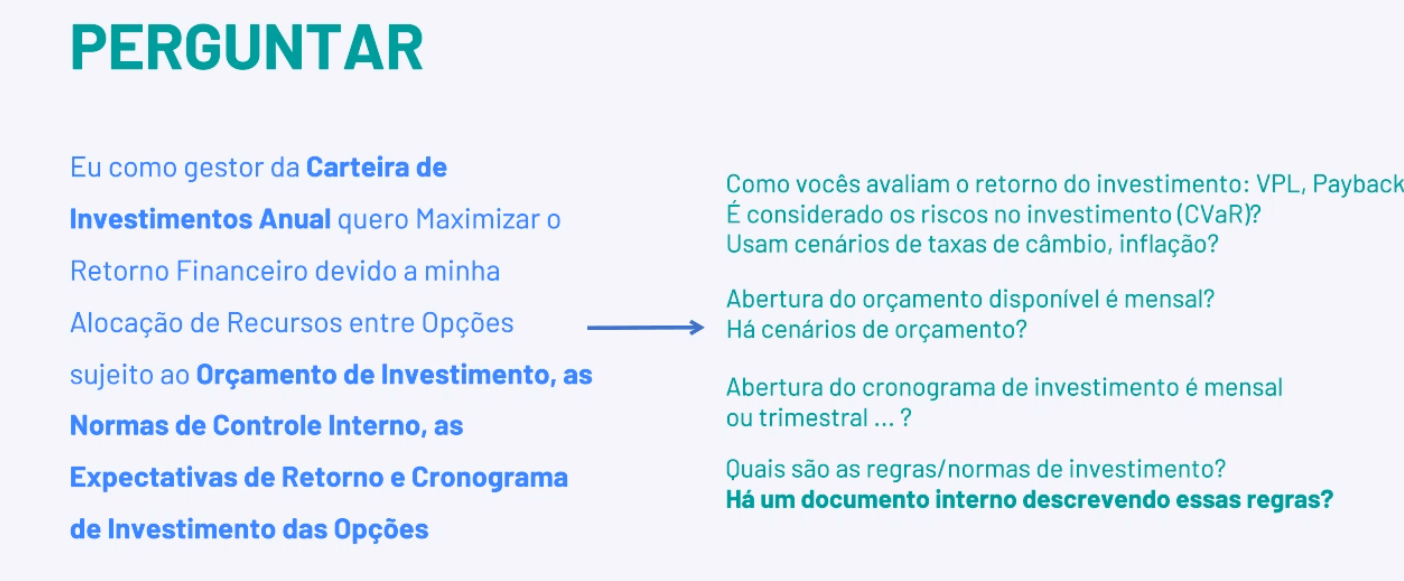 PERGUNTAR
Eu como gestor da Carteira de
Investimentos Anual quero Maximizar o
Retorno Financeiro devido a minha
Alocação de Recursos entre Opções
sujeito ao Orçamento de Investimento, as
Normas de Controle Interno, as
Expectativas de Retorno e Cronograma
de Investimento das Opções
Como vocês avaliam o retorno do investimento: VPL, Payback
É considerado os riscos no investimento (CVaR)?
Usam cenários de taxas de câmbio, inflação?
Abertura do orçamento disponível é mensal?
Há cenários de orçamento?
Abertura do cronograma de investimento é mensal
ou trimestral ... ?
Quais são as regras/normas de investimento?
Há um documento interno descrevendo essas regras?